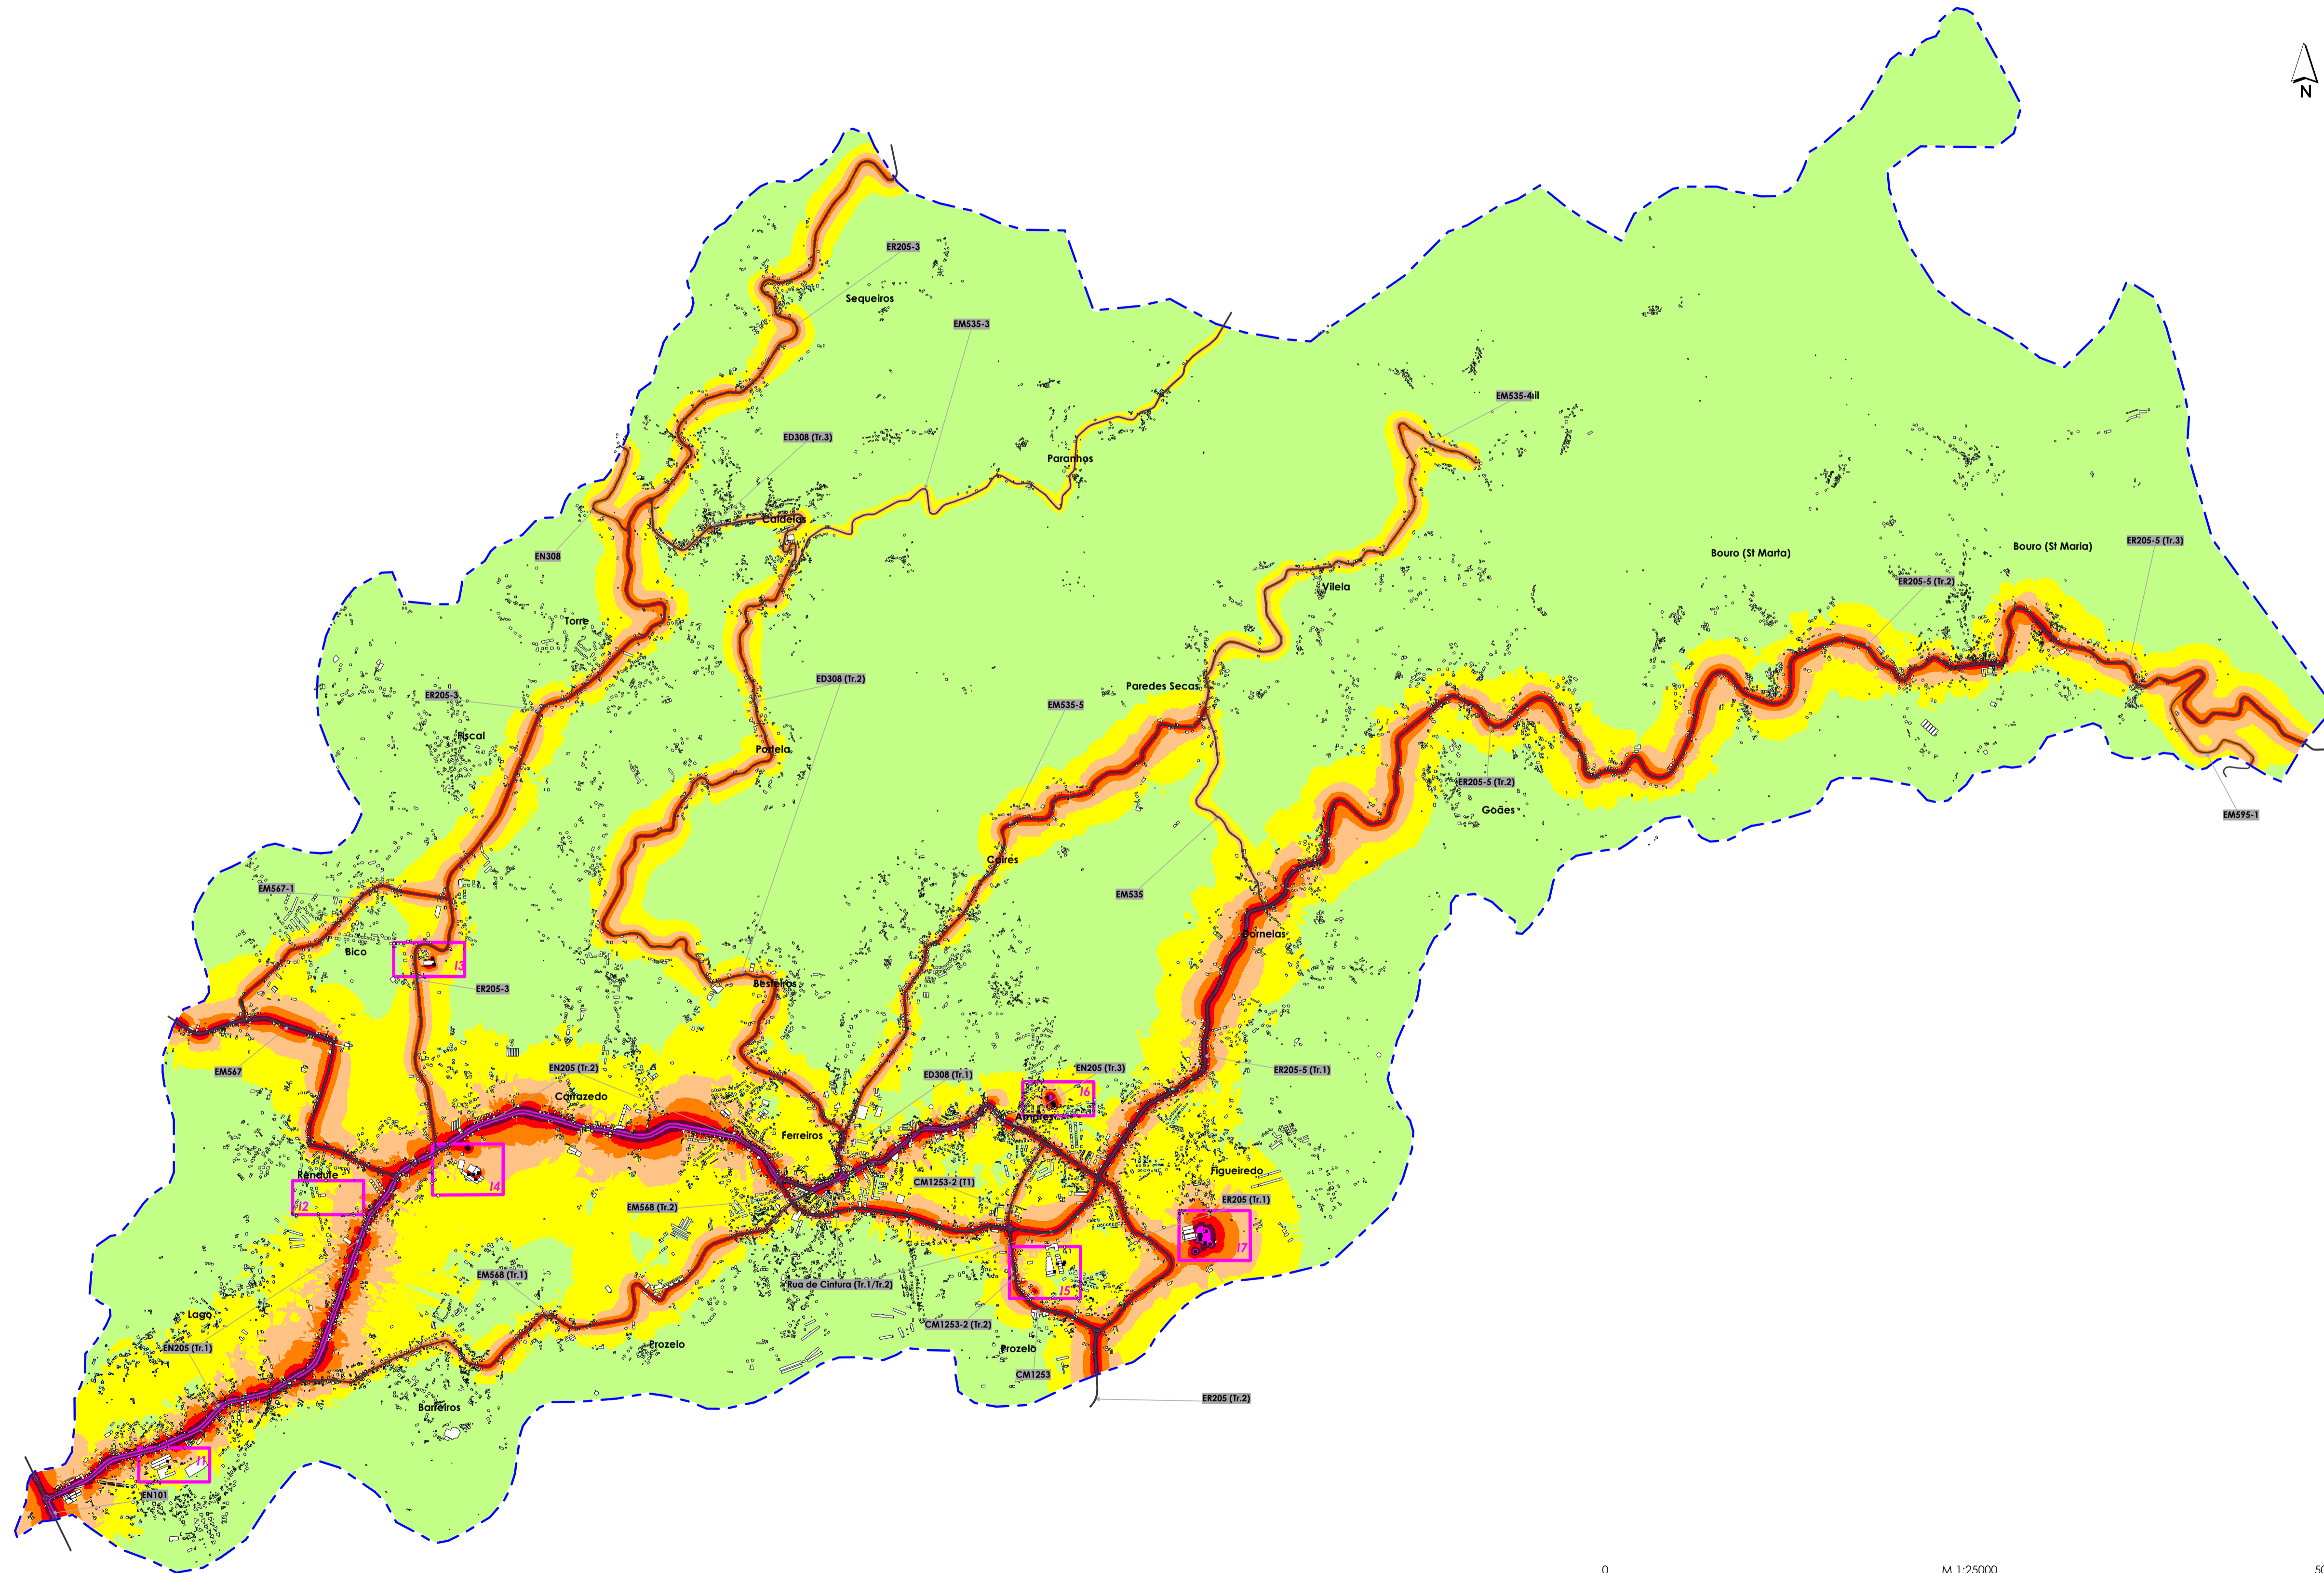 N
ER205-3
Sequeiros
EM535-3
EM535-4
ED308 (Tr.3)
Paranhos
Caldelas
EN308
Bouro (St Marta)
Bouro (St Maria)
ER205-5 (Tr.3)
ER205-5 (Tr.2)
Vilela
Torre
ED308 (Tr.2)
Paredes Secas
ER205-3
EM535-5
Fiscal
Portela
ER205-5 (Tr.2)
Goães
EM595-1
Caires
EM567-1
EM535
Dornelas
Bico
I3
ER205-3
Besteiros
EM567
EN205 (Tr.2)
ED308 (Tr.1)
EN205 (Tr.3)
ER205-5 (Tr.1)
I6
Carrazedo
Amares
Ferreiros
Rendufe
Figueiredo
I4
CM1253-2 (T1)
I2
EM568 (Tr.2)
ER205 (Tr.1)
I7
EM568 (Tr.1)
Rua de Cintura (Tr.1/Tr.2)
I5
Lago
CM1253-2 (Tr.2)
EN205 (Tr.1)
Prozelo
Prozelo
CM1253
ER205 (Tr.2)
Barreiros
I1
EN101
0
M 1:25000